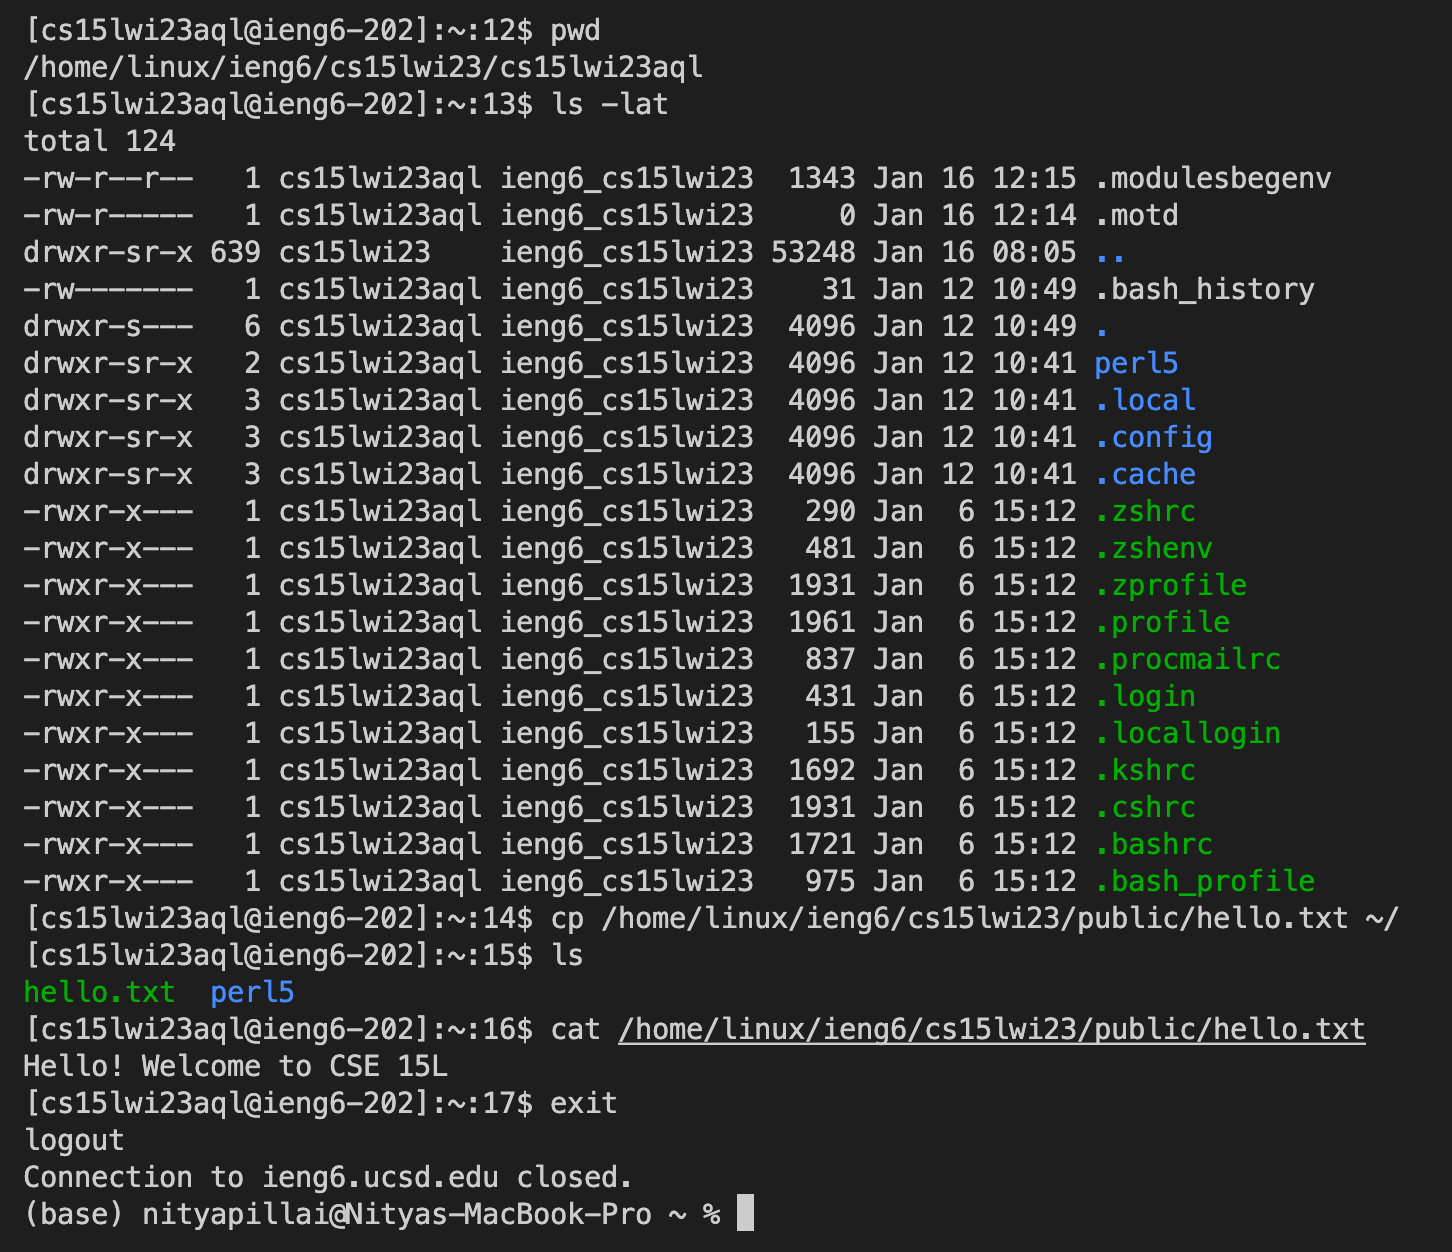 [cs15lwi23aql@ieng6-202]:~:12$ pwd
/home/linux/ieng6/cs15lwi23/cs15lwi23aql
[cs15lwi23aql@ieng6-202]:~:13$ ls -lat
total 124
-rw-r--r--   1 cs15lwi23aql ieng6_cs15lwi23  1343 Jan 16 12:15 .modulesbegenv
-rw-r-----   1 cs15lwi23aql ieng6_cs15lwi23     0 Jan 16 12:14 .motd
drwxr-sr-x 639 cs15lwi23    ieng6_cs15lwi23 53248 Jan 16 08:05 ..
-rw-------   1 cs15lwi23aql ieng6_cs15lwi23    31 Jan 12 10:49 .bash_history
drwxr-s---   6 cs15lwi23aql ieng6_cs15lwi23  4096 Jan 12 10:49 .
drwxr-sr-x   2 cs15lwi23aql ieng6_cs15lwi23  4096 Jan 12 10:41 perl5
drwxr-sr-x   3 cs15lwi23aql ieng6_cs15lwi23  4096 Jan 12 10:41 .local
drwxr-sr-x   3 cs15lwi23aql ieng6_cs15lwi23  4096 Jan 12 10:41 .config
drwxr-sr-x   3 cs15lwi23aql ieng6_cs15lwi23  4096 Jan 12 10:41 .cache
-rwxr-x---   1 cs15lwi23aql ieng6_cs15lwi23   290 Jan  6 15:12 .zshrc
-rwxr-x---   1 cs15lwi23aql ieng6_cs15lwi23   481 Jan  6 15:12 .zshenv
-rwxr-x---   1 cs15lwi23aql ieng6_cs15lwi23  1931 Jan  6 15:12 .zprofile
-rwxr-x---   1 cs15lwi23aql ieng6_cs15lwi23  1961 Jan  6 15:12 .profile
-rwxr-x---   1 cs15lwi23aql ieng6_cs15lwi23   837 Jan  6 15:12 .procmailrc
-rwxr-x---   1 cs15lwi23aql ieng6_cs15lwi23   431 Jan  6 15:12 .login
-rwxr-x---   1 cs15lwi23aql ieng6_cs15lwi23   155 Jan  6 15:12 .locallogin
-rwxr-x---   1 cs15lwi23aql ieng6_cs15lwi23  1692 Jan  6 15:12 .kshrc
-rwxr-x---   1 cs15lwi23aql ieng6_cs15lwi23  1931 Jan  6 15:12 .cshrc
-rwxr-x---   1 cs15lwi23aql ieng6_cs15lwi23  1721 Jan  6 15:12 .bashrc
-rwxr-x---   1 cs15lwi23aql ieng6_cs15lwi23   975 Jan  6 15:12 .bash_profile
[cs15lwi23aql@ieng6-202]:~:14$ cp /home/linux/ieng6/cs15lwi23/public/hello.txt ~/
[cs15lwi23aql@ieng6-202]:~:15$ ls
hello.txt  perl5
[cs15lwi23aql@ieng6-202]:~:16$ cat /home/linux/ieng6/cs15lwi23/public/hello.txt
Hello! Welcome to CSE 15L
[cs15lwi23aql@ieng6-202]:~:17$ exit
logout
Connection to ieng6.ucsd.edu closed.
(base) nityapillai@Nityas-MacBook-Pro ~ %